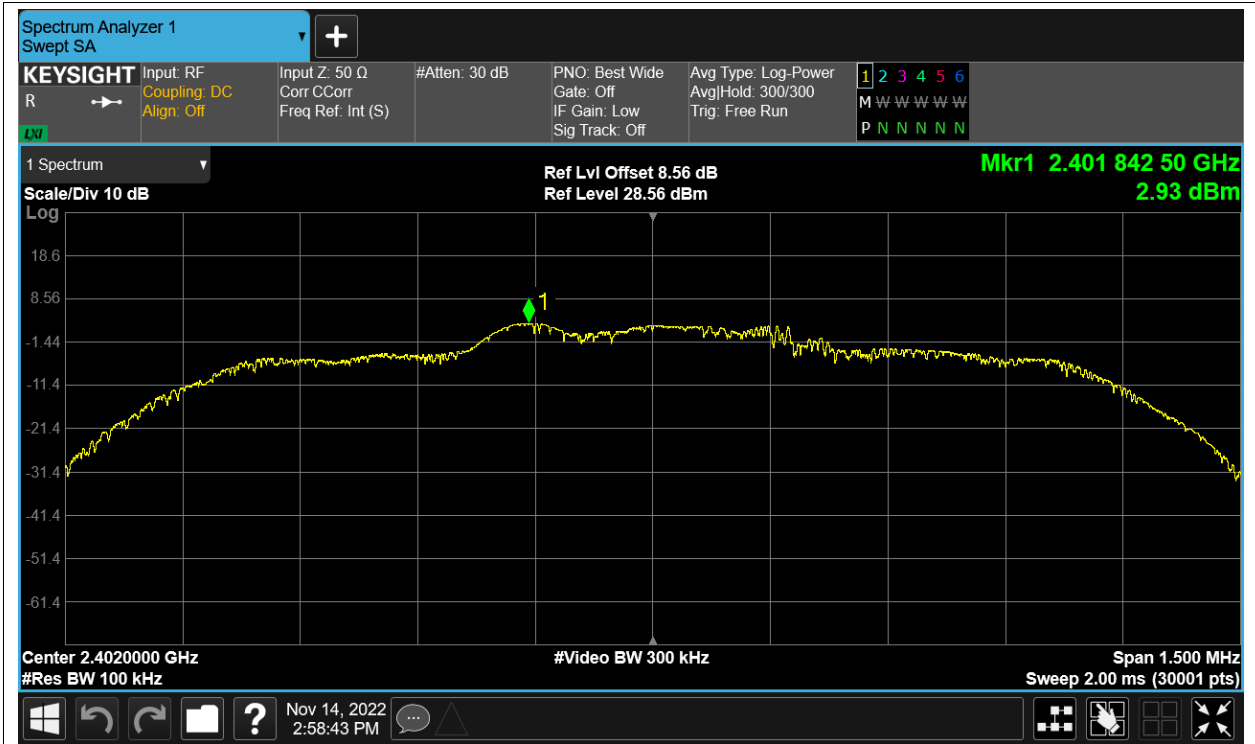 Spectrum Analyzer 1
Swept SA
KEYSIGHT
R
LXI
Input: RF
Coupling: DC
Align: Off
Input Z: 50 Ω
Corr CCorr
Freq Ref: Int (S)
#Atten: 30 dB
PNO: Best Wide
Gate: Off
IF Gain: Low
Sig Track: Off
Avg Type: Log-Power
Avg|Hold: 300/300
Trig: Free Run
1 2 3 4 5 6
M W W W W W
P N N N N N
1 Spectrum
Scale/Div 10 dB
Ref Lvl Offset 8.56 dB
Ref Level 28.56 dBm
Mkr1 2.401 842 50 GHz
2.93 dBm
Log
18.6
8.56
1
-1.44
-11.4
-21.4
-31.4
-41.4
-51.4
-61.4
Center 2.4020000 GHz
#Video BW 300 kHz
Span 1.500 MHz
#Res BW 100 kHz
Sweep 2.00 ms (30001 pts)
?
Nov 14, 2022
2:58:43 PM